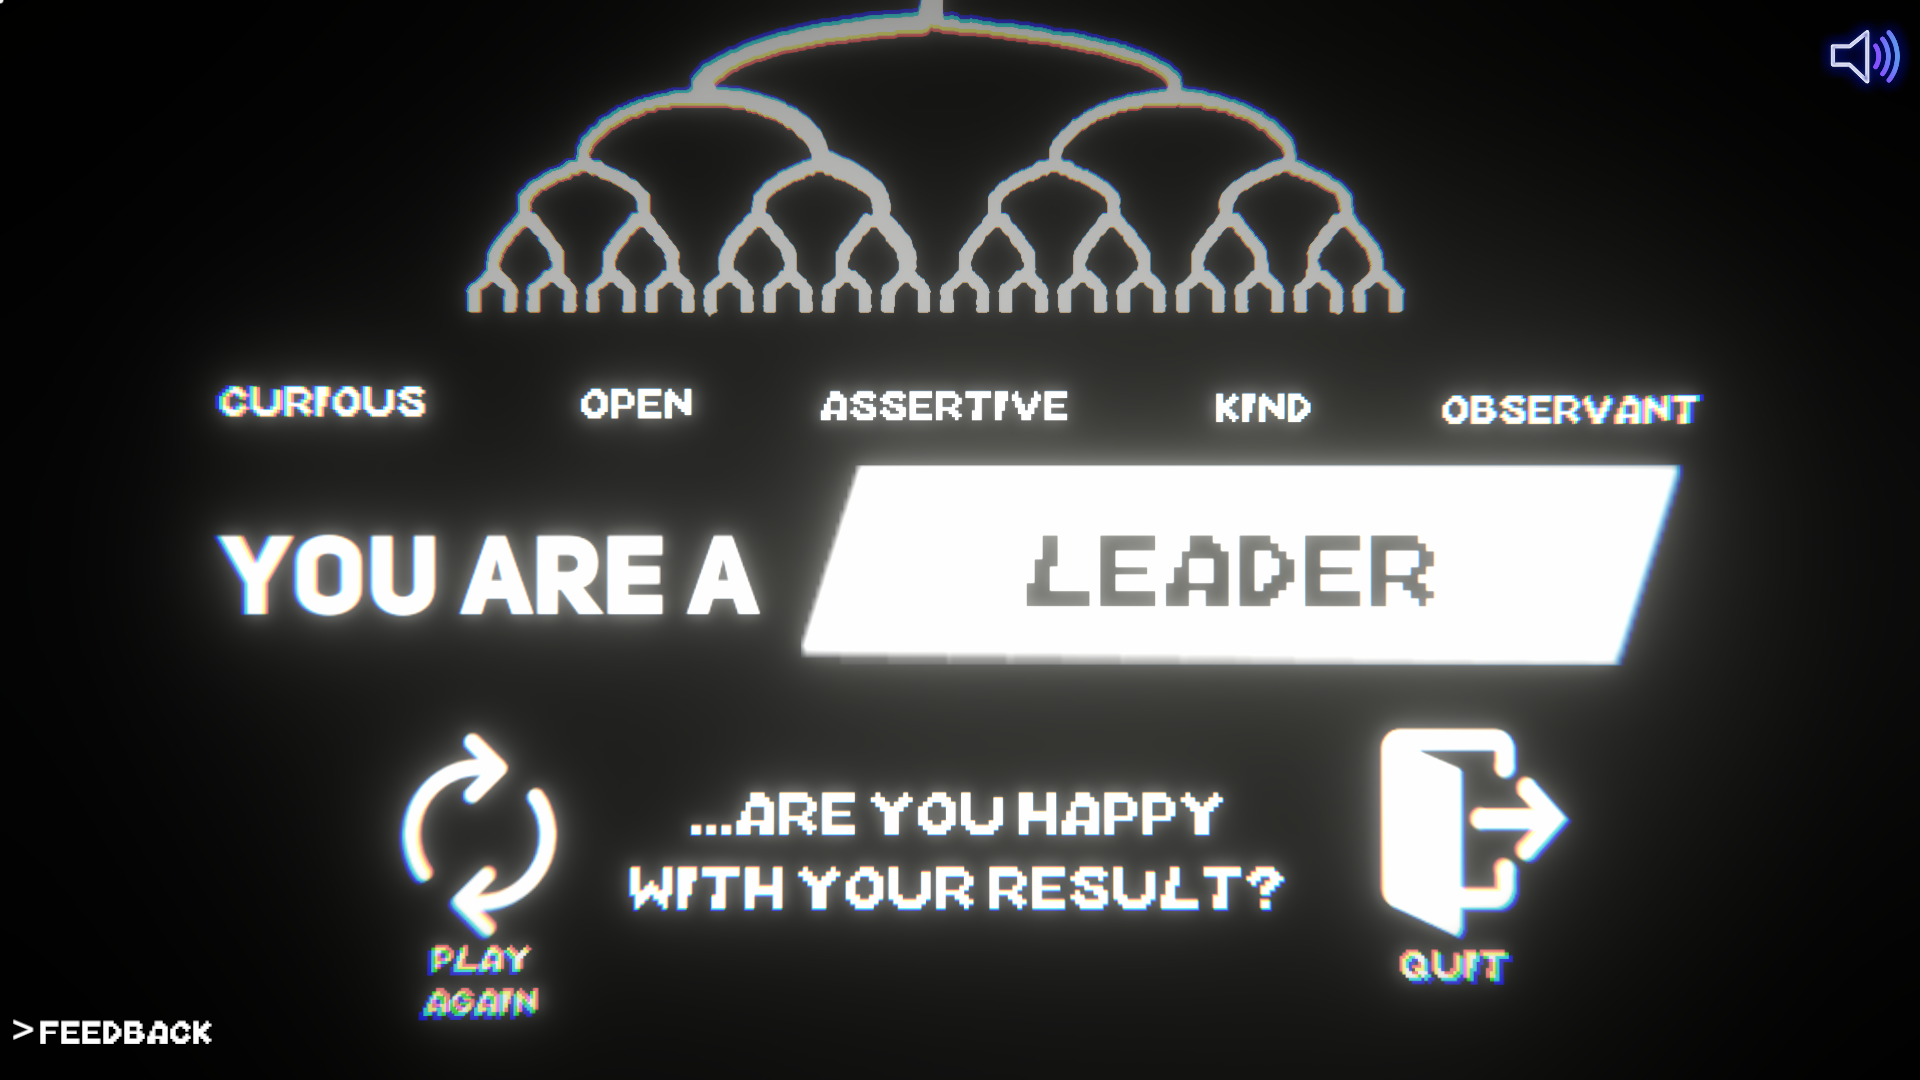 CURIOUS OPEN ASSERTIVE KIND OBSERVANT
YOU ARE A LEADER
...ARE YOU HAPPY
WITH YOUR RESULT?
PLAY
AGAIN
QUIT
>FEEDBACK